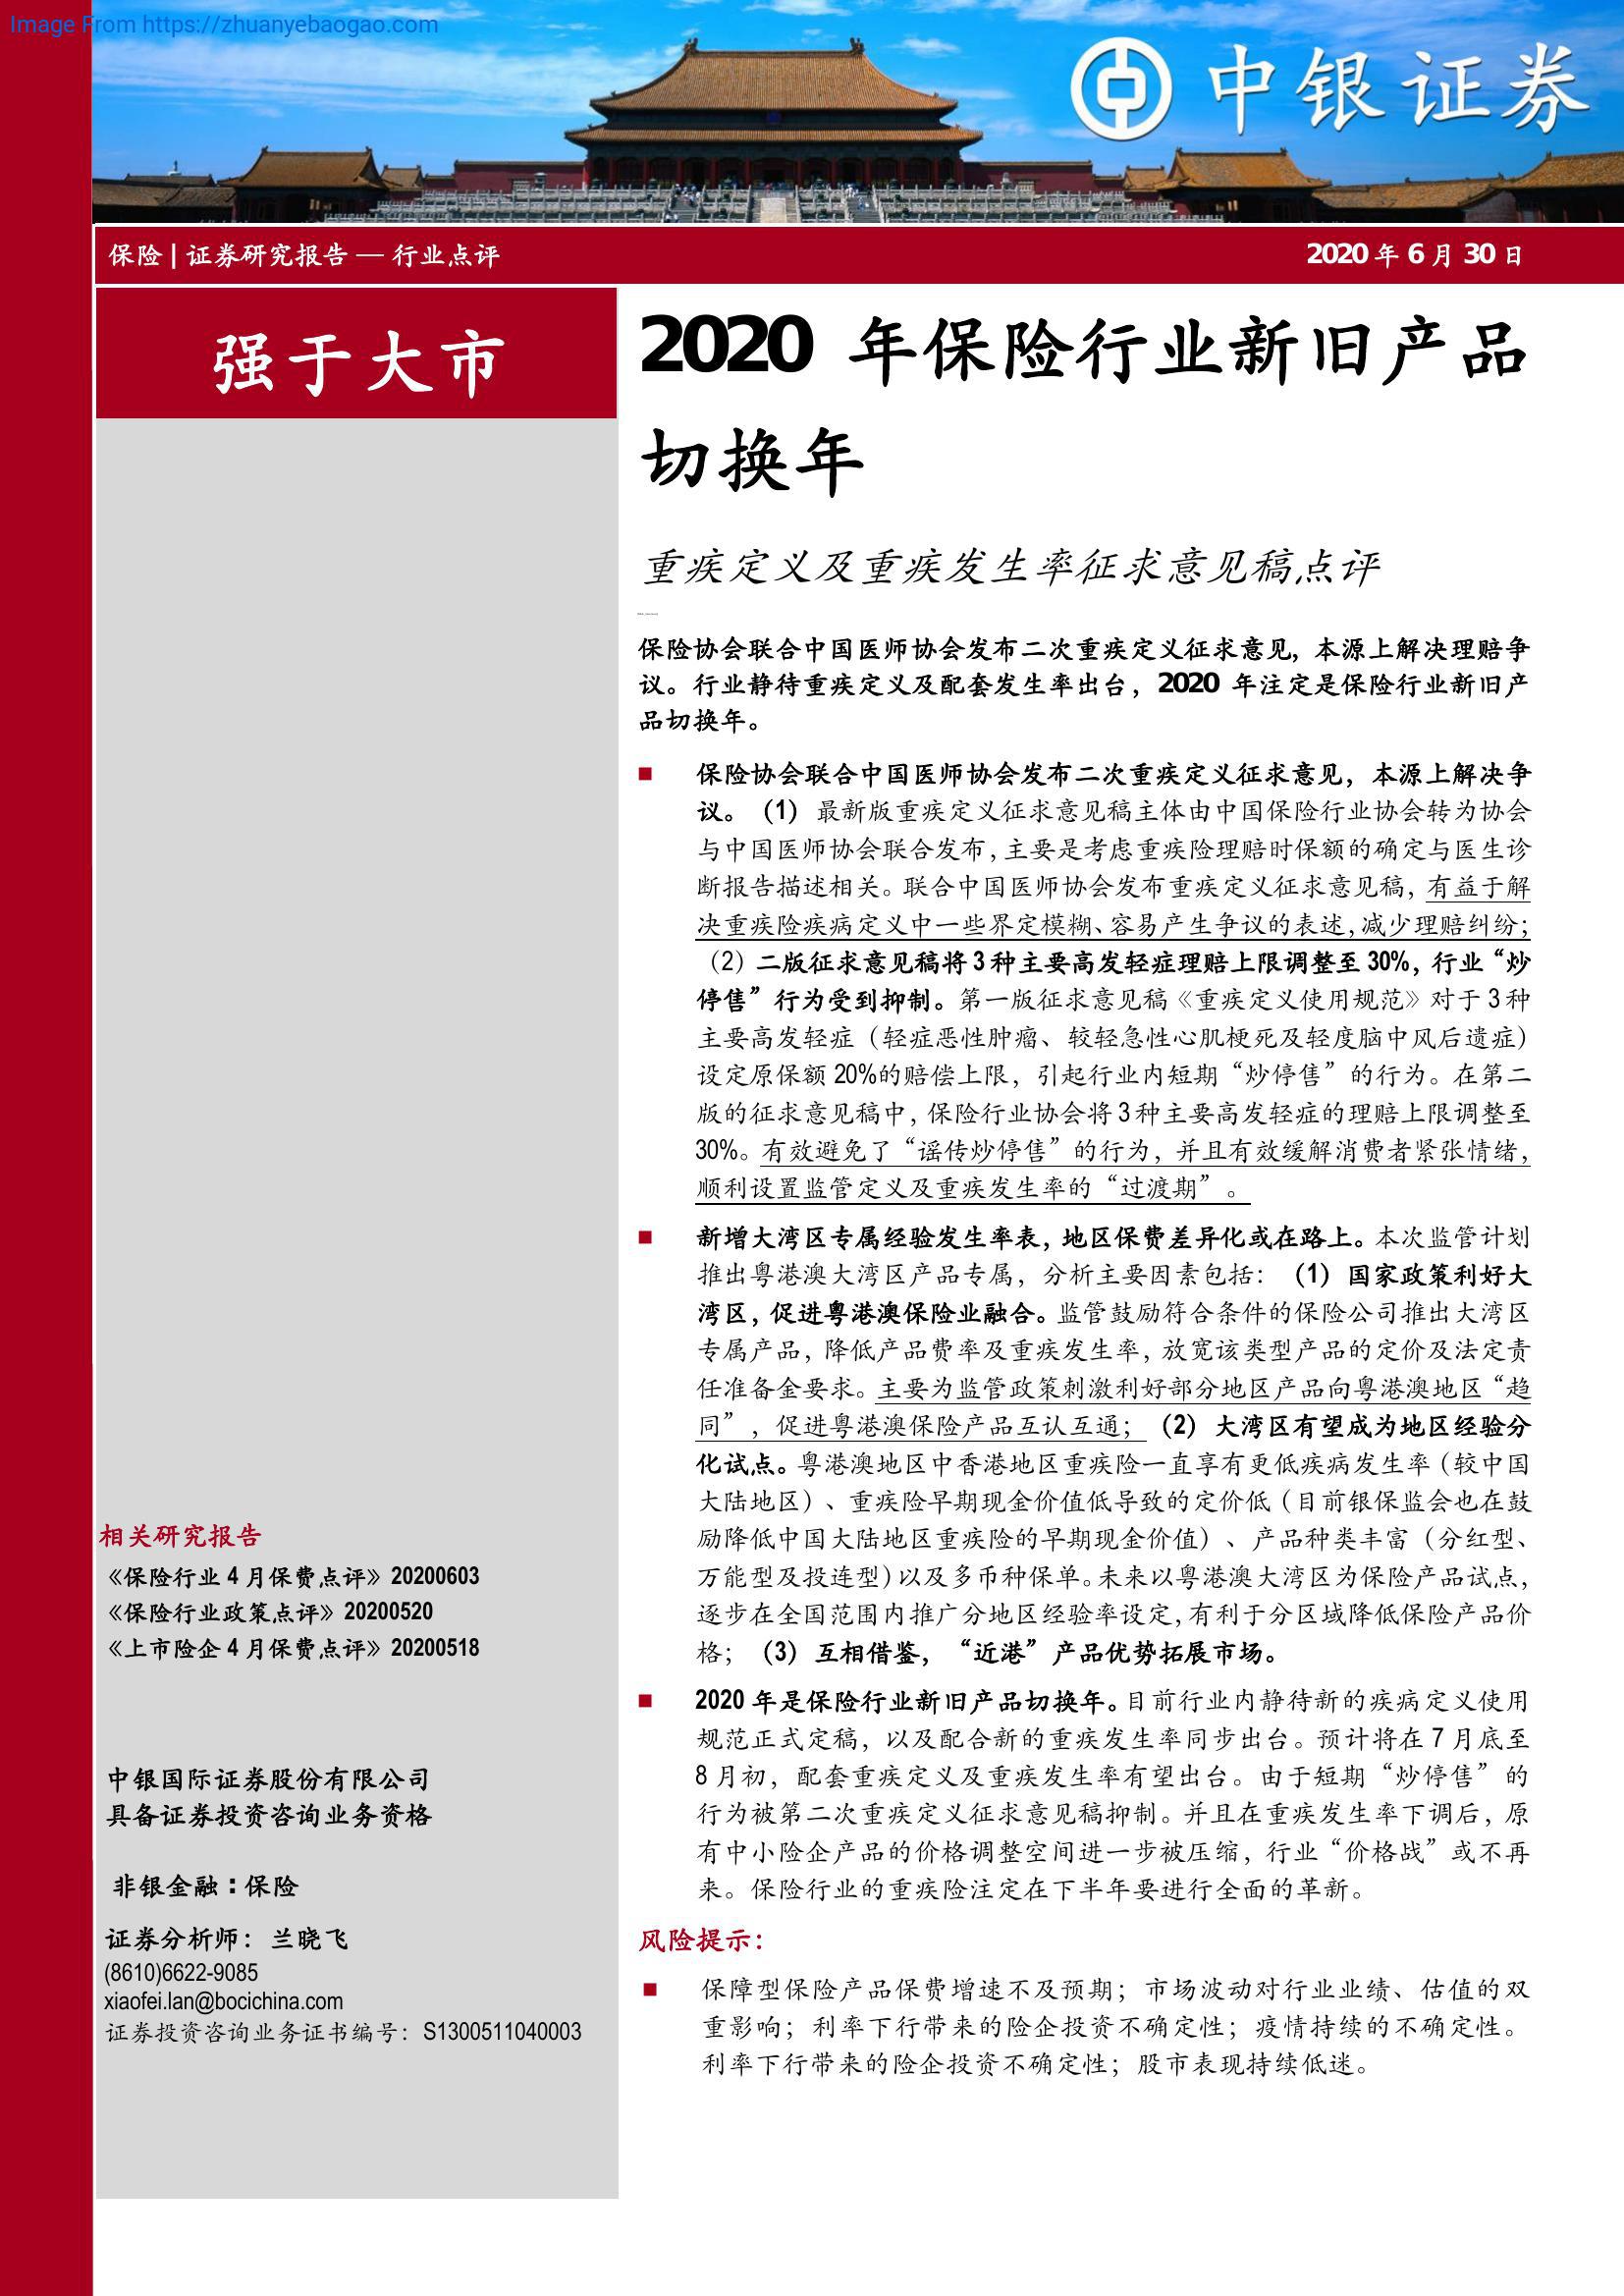 Image From https://zhuanyebaogao.com
中银证券
保险 | 证券研究报告 — 行业点评
2020 年 6 月 30 日
强于大市
2020 年保险行业新旧产品
切换年
重疾定义及重疾发生率征求意见稿点评
保险协会联合中国医师协会发布二次重疾定义征求意见，本源上解决理赔争
议。行业静待重疾定义及配套发生率出台，2020 年注定是保险行业新旧产
品切换年。
■ 保险协会联合中国医师协会发布二次重疾定义征求意见，本源上解决争
议。（1）最新版重疾定义征求意见稿主体由中国保险行业协会转为协会
与中国医师协会联合发布，主要是考虑重疾险理赔时保额的确定与医生诊
断报告描述相关。联合中国医师协会发布重疾定义征求意见稿，有益于解
决重疾险疾病定义中一些界定模糊、容易产生争议的表述，减少理赔纠纷；
（2）二版征求意见稿将 3 种主要高发轻症理赔上限调整至 30%，行业“炒
停售”行为受到抑制。第一版征求意见稿《重疾定义使用规范》对于 3 种
主要高发轻症（轻症恶性肿瘤、较轻急性心肌梗死及轻度脑中风后遗症）
设定原保额 20%的赔偿上限，引起行业内短期“炒停售”的行为。在第二
版的征求意见稿中，保险行业协会将 3 种主要高发轻症的理赔上限调整至
30%。有效避免了“谣传炒停售”的行为，并且有效缓解消费者紧张情绪，
顺利设置监管定义及重疾发生率的“过渡期”。
■ 新增大湾区专属经验发生率表，地区保费差异化或在路上。本次监管计划
推出粤港澳大湾区产品专属，分析主要因素包括：（1）国家政策利好大
湾区，促进粤港澳保险业融合。监管鼓励符合条件的保险公司推出大湾区
专属产品，降低产品费率及重疾发生率，放宽该类型产品的定价及法定责
任准备金要求。主要为监管政策刺激利好部分地区产品向粤港澳地区“趋
同”，促进粤港澳保险产品互认互通；（2）大湾区有望成为地区经验分
化试点。粤港澳地区中香港地区重疾险一直享有更低疾病发生率（较中国
大陆地区）、重疾险早期现金价值低导致的定价低（目前银保监会也在鼓
励降低中国大陆地区重疾险的早期现金价值）、产品种类丰富（分红型、
万能型及投连型）以及多币种保单。未来以粤港澳大湾区为保险产品试点，
逐步在全国范围内推广分地区经验率设定，有利于分区域降低保险产品价
格；（3）互相借鉴，“近港”产品优势拓展市场。
■ 2020 年是保险行业新旧产品切换年。目前行业内静待新的疾病定义使用
规范正式定稿，以及配合新的重疾发生率同步出台。预计将在 7 月底至
8 月初，配套重疾定义及重疾发生率有望出台。由于短期“炒停售”的
行为被第二次重疾定义征求意见稿抑制。并且在重疾发生率下调后，原
有中小险企产品的价格调整空间进一步被压缩，行业“价格战”或不再
来。保险行业的重疾险注定在下半年要进行全面的革新。
风险提示：
■ 保障型保险产品保费增速不及预期；市场波动对行业业绩、估值的双
重影响；利率下行带来的险企投资不确定性；疫情持续的不确定性。
利率下行带来的险企投资不确定性；股市表现持续低迷。
相关研究报告
《保险行业 4 月保费点评》20200603
《保险行业政策点评》20200520
《上市险企 4 月保费点评》20200518
中银国际证券股份有限公司
具备证券投资咨询业务资格
非银金融：保险
证券分析师：兰晓飞
(8610)6622-9085
xiaofei.lan@bocichina.com
证券投资咨询业务证书编号：S1300511040003